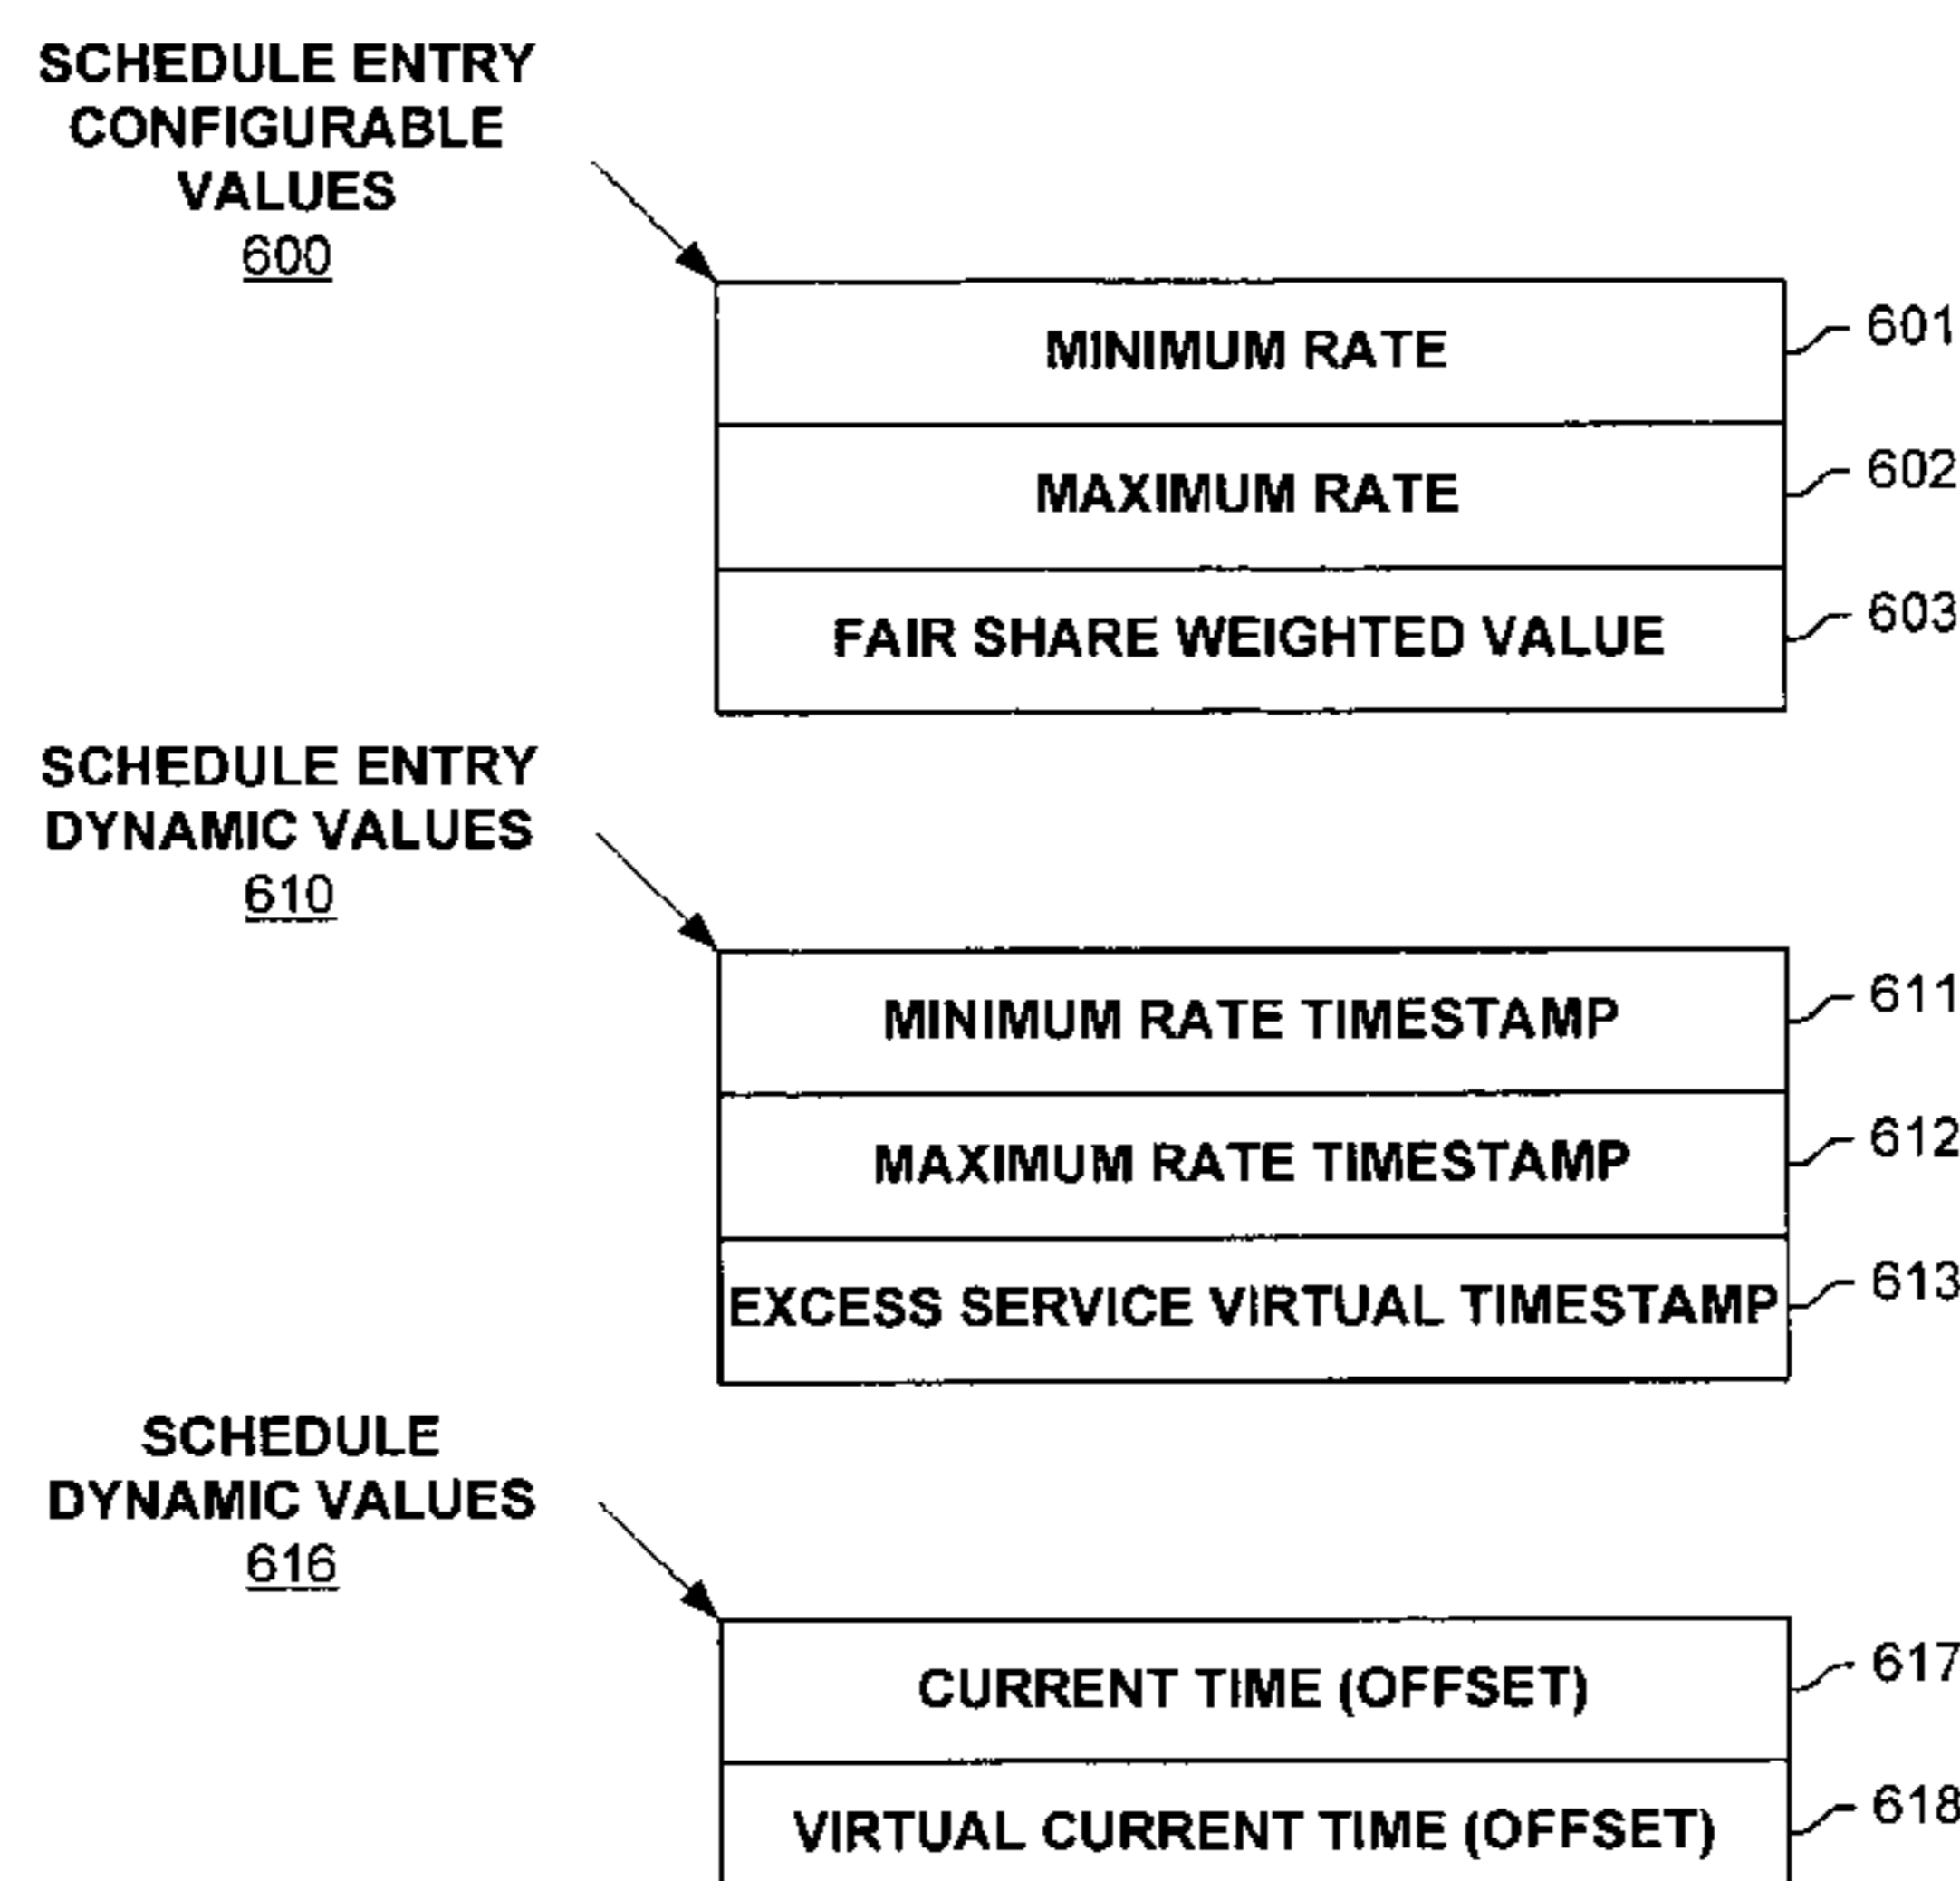 SCHEDULE ENTRY
CONFIGURABLE
VALUES
600
MINIMUM RATE
601
MAXIMUM RATE
602
FAIR SHARE WEIGHTED VALUE
603
SCHEDULE ENTRY
DYNAMIC VALUES
610
MINIMUM RATE TIMESTAMP
611
MAXIMUM RATE TIMESTAMP
612
EXCESS SERVICE VIRTUAL TIMESTAMP
613
SCHEDULE
DYNAMIC VALUES
616
CURRENT TIME (OFFSET)
617
VIRTUAL CURRENT TIME (OFFSET)
618